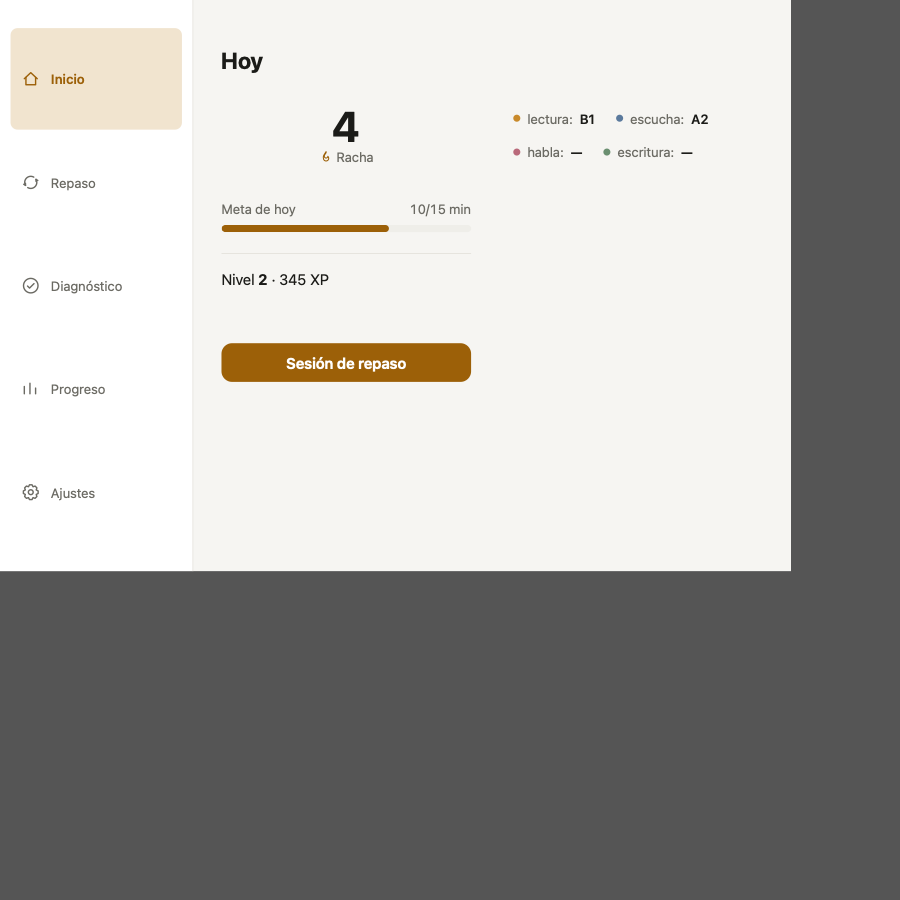 Inicio
Repaso
Diagnóstico
Progreso
Ajustes
Hoy
4
Racha
Meta de hoy 10/15 min
Nivel 2 · 345 XP
Sesión de repaso
lectura: B1 escucha: A2
habla: — escritura: —